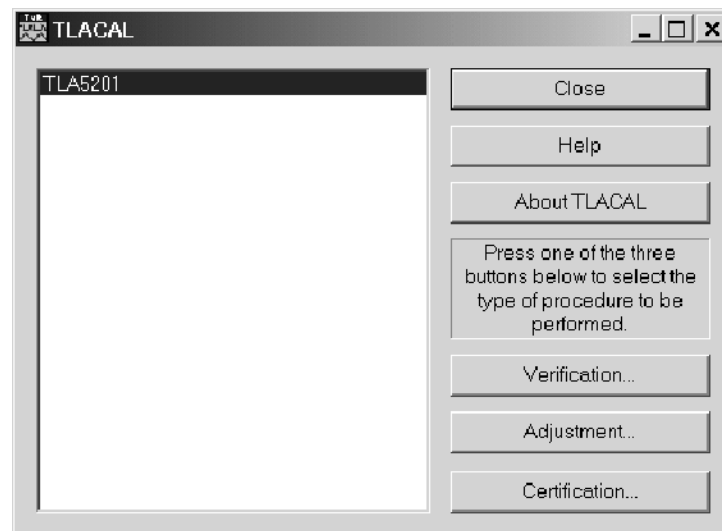 TLACAL
TLA5201
Close
Help
About TLACAL
Press one of the three
buttons below to select the
type of procedure to be
performed.
Verification...
Adjustment...
Certification...